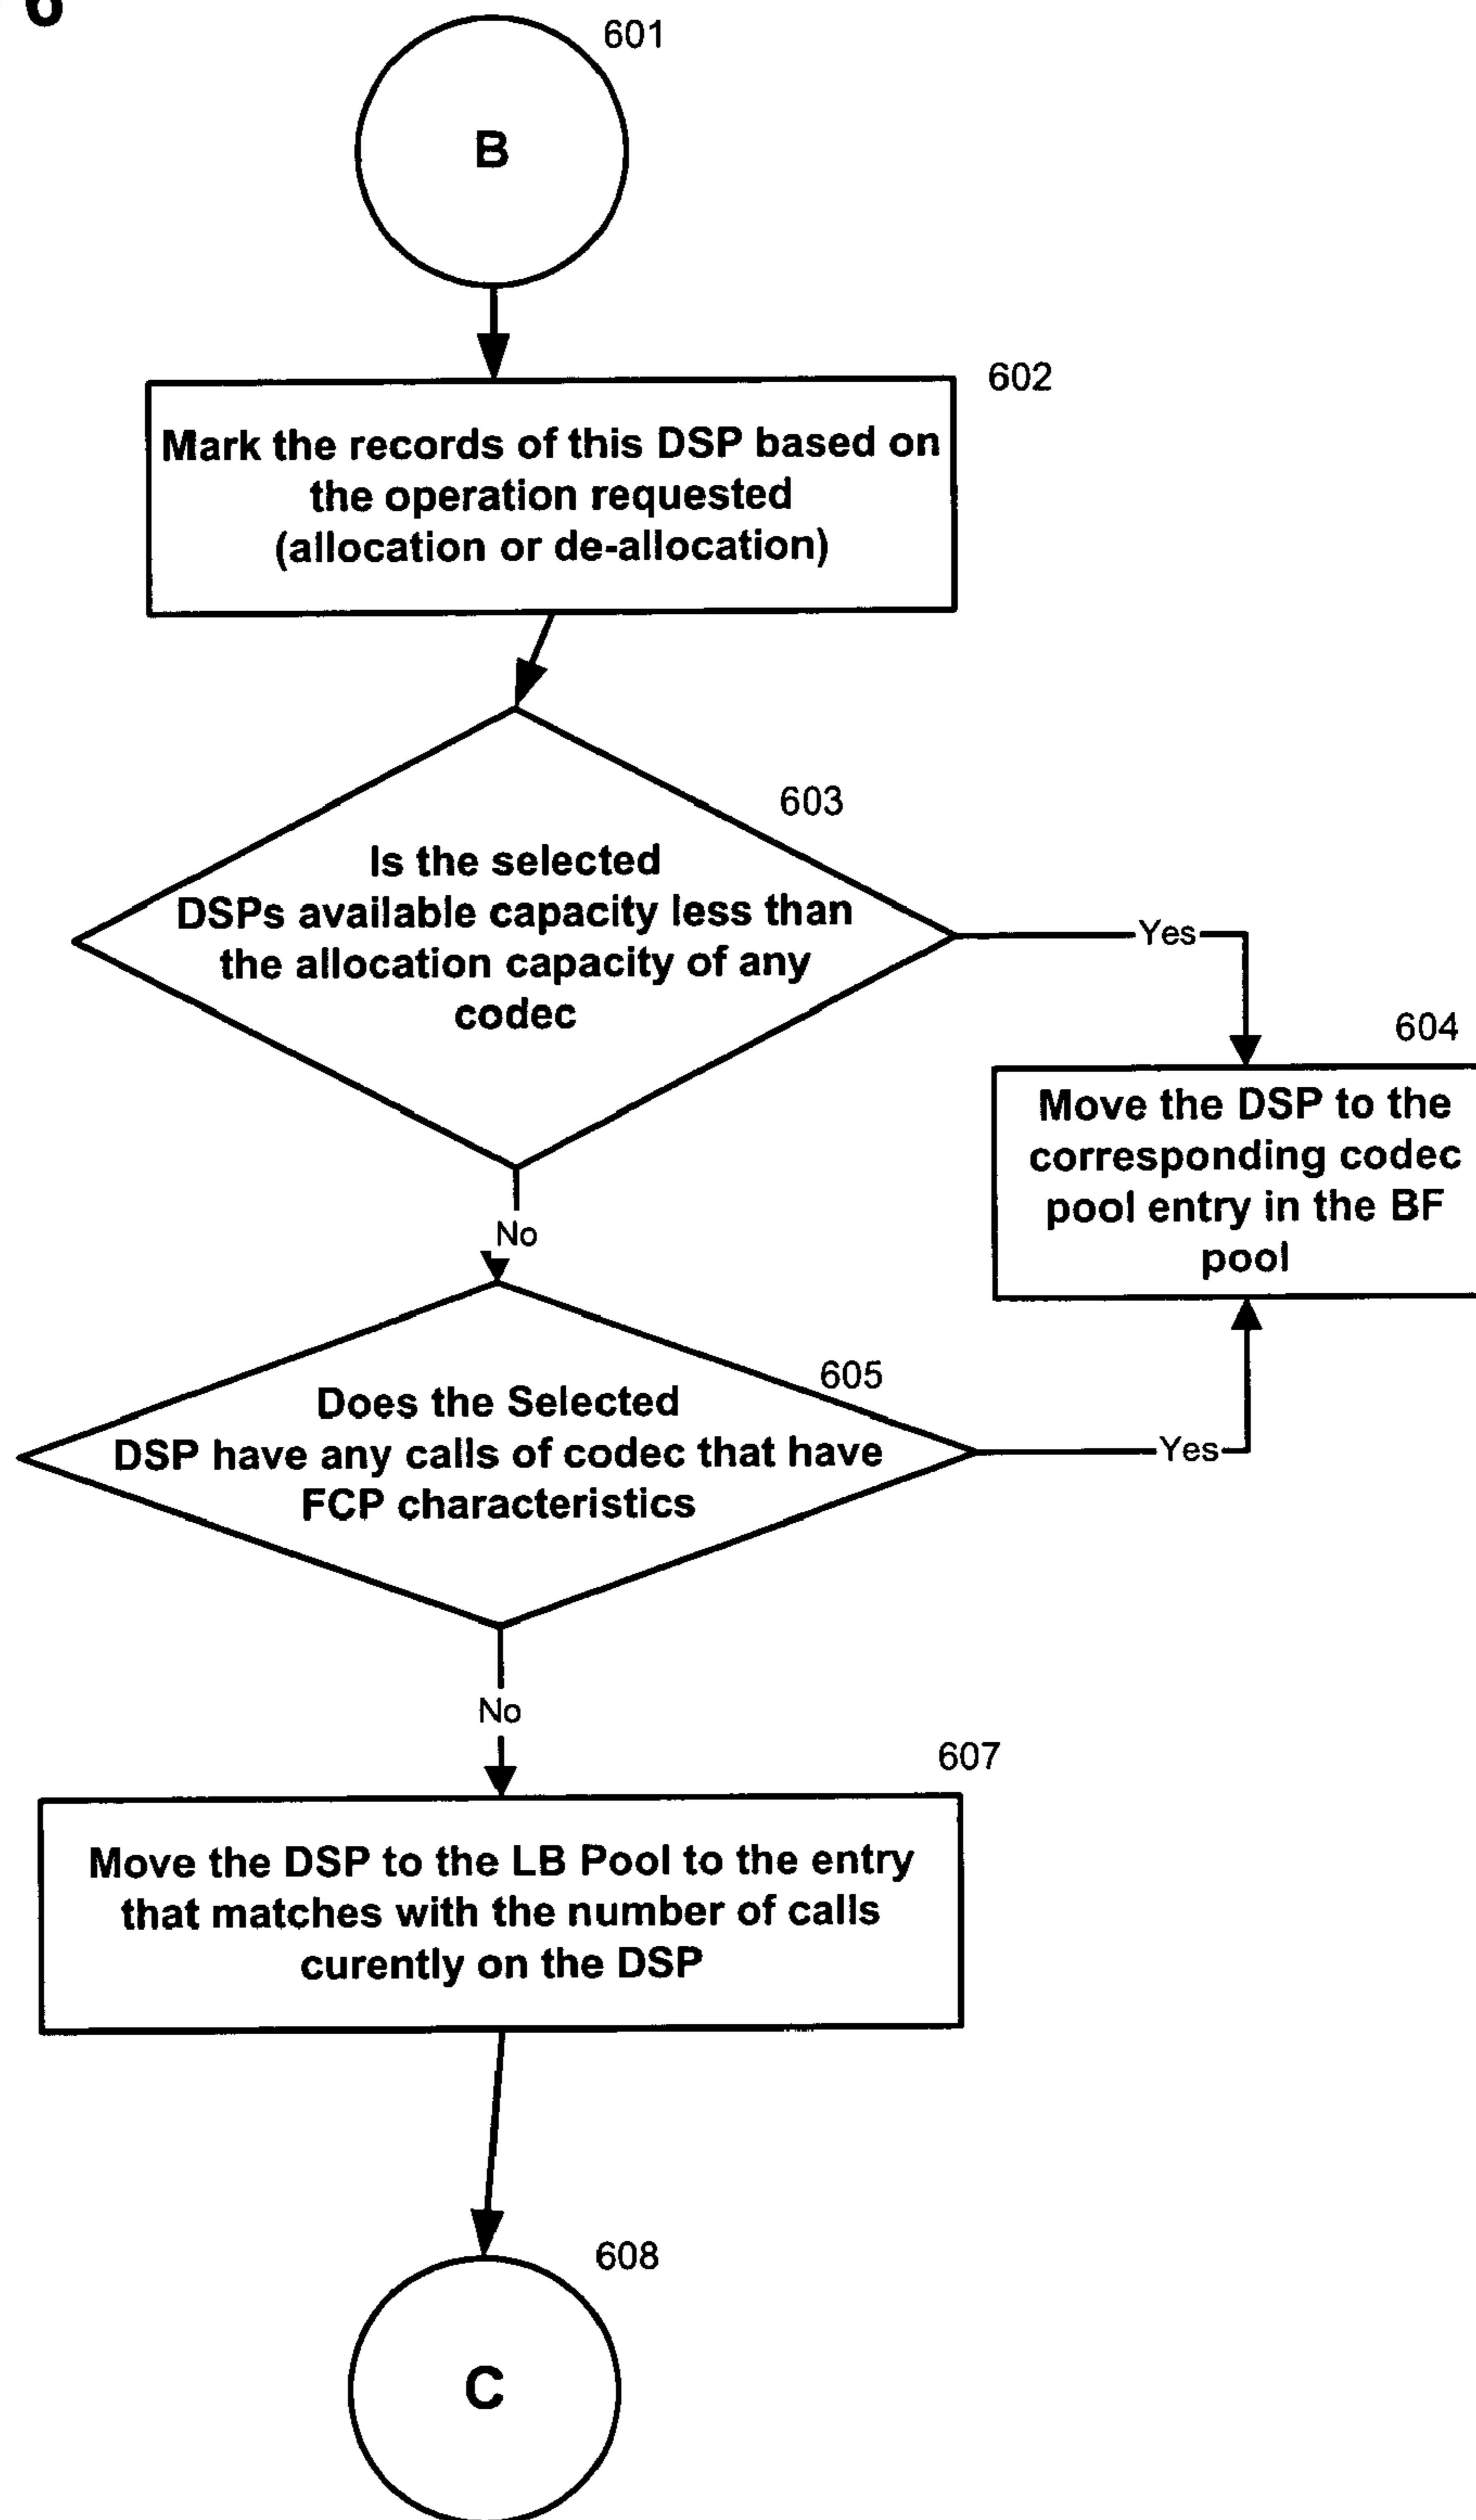 6
601
B
602
Mark the records of this DSP based on
the operation requested
(allocation or de-allocation)
603
Is the selected
DSPs available capacity less than
the allocation capacity of any
codec
Yes
604
Move the DSP to the
corresponding codec
pool entry in the BF
pool
No
605
Does the Selected
DSP have any calls of codec that have
FCP characteristics
Yes
No
607
Move the DSP to the LB Pool to the entry
that matches with the number of calls
curently on the DSP
608
C